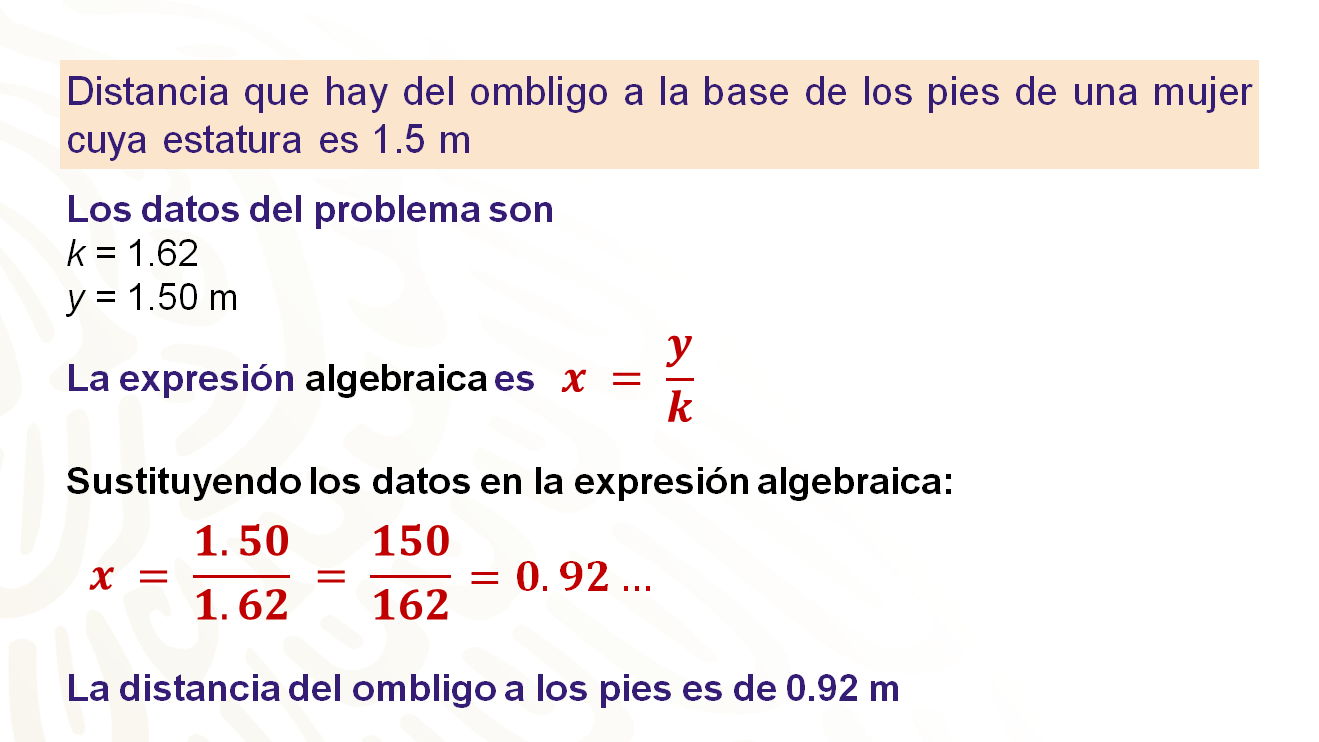 Distancia que hay del ombligo a la base de los pies de una mujer
cuya estatura es 1.5 m
Los datos del problema son
k = 1.62
y = 1.50 m
La expresión algebraica es x = y/k
Sustituyendo los datos en la expresión algebraica:
x = 1.50/1.62 = 150/162 = 0.92 ...
La distancia del ombligo a los pies es de 0.92 m